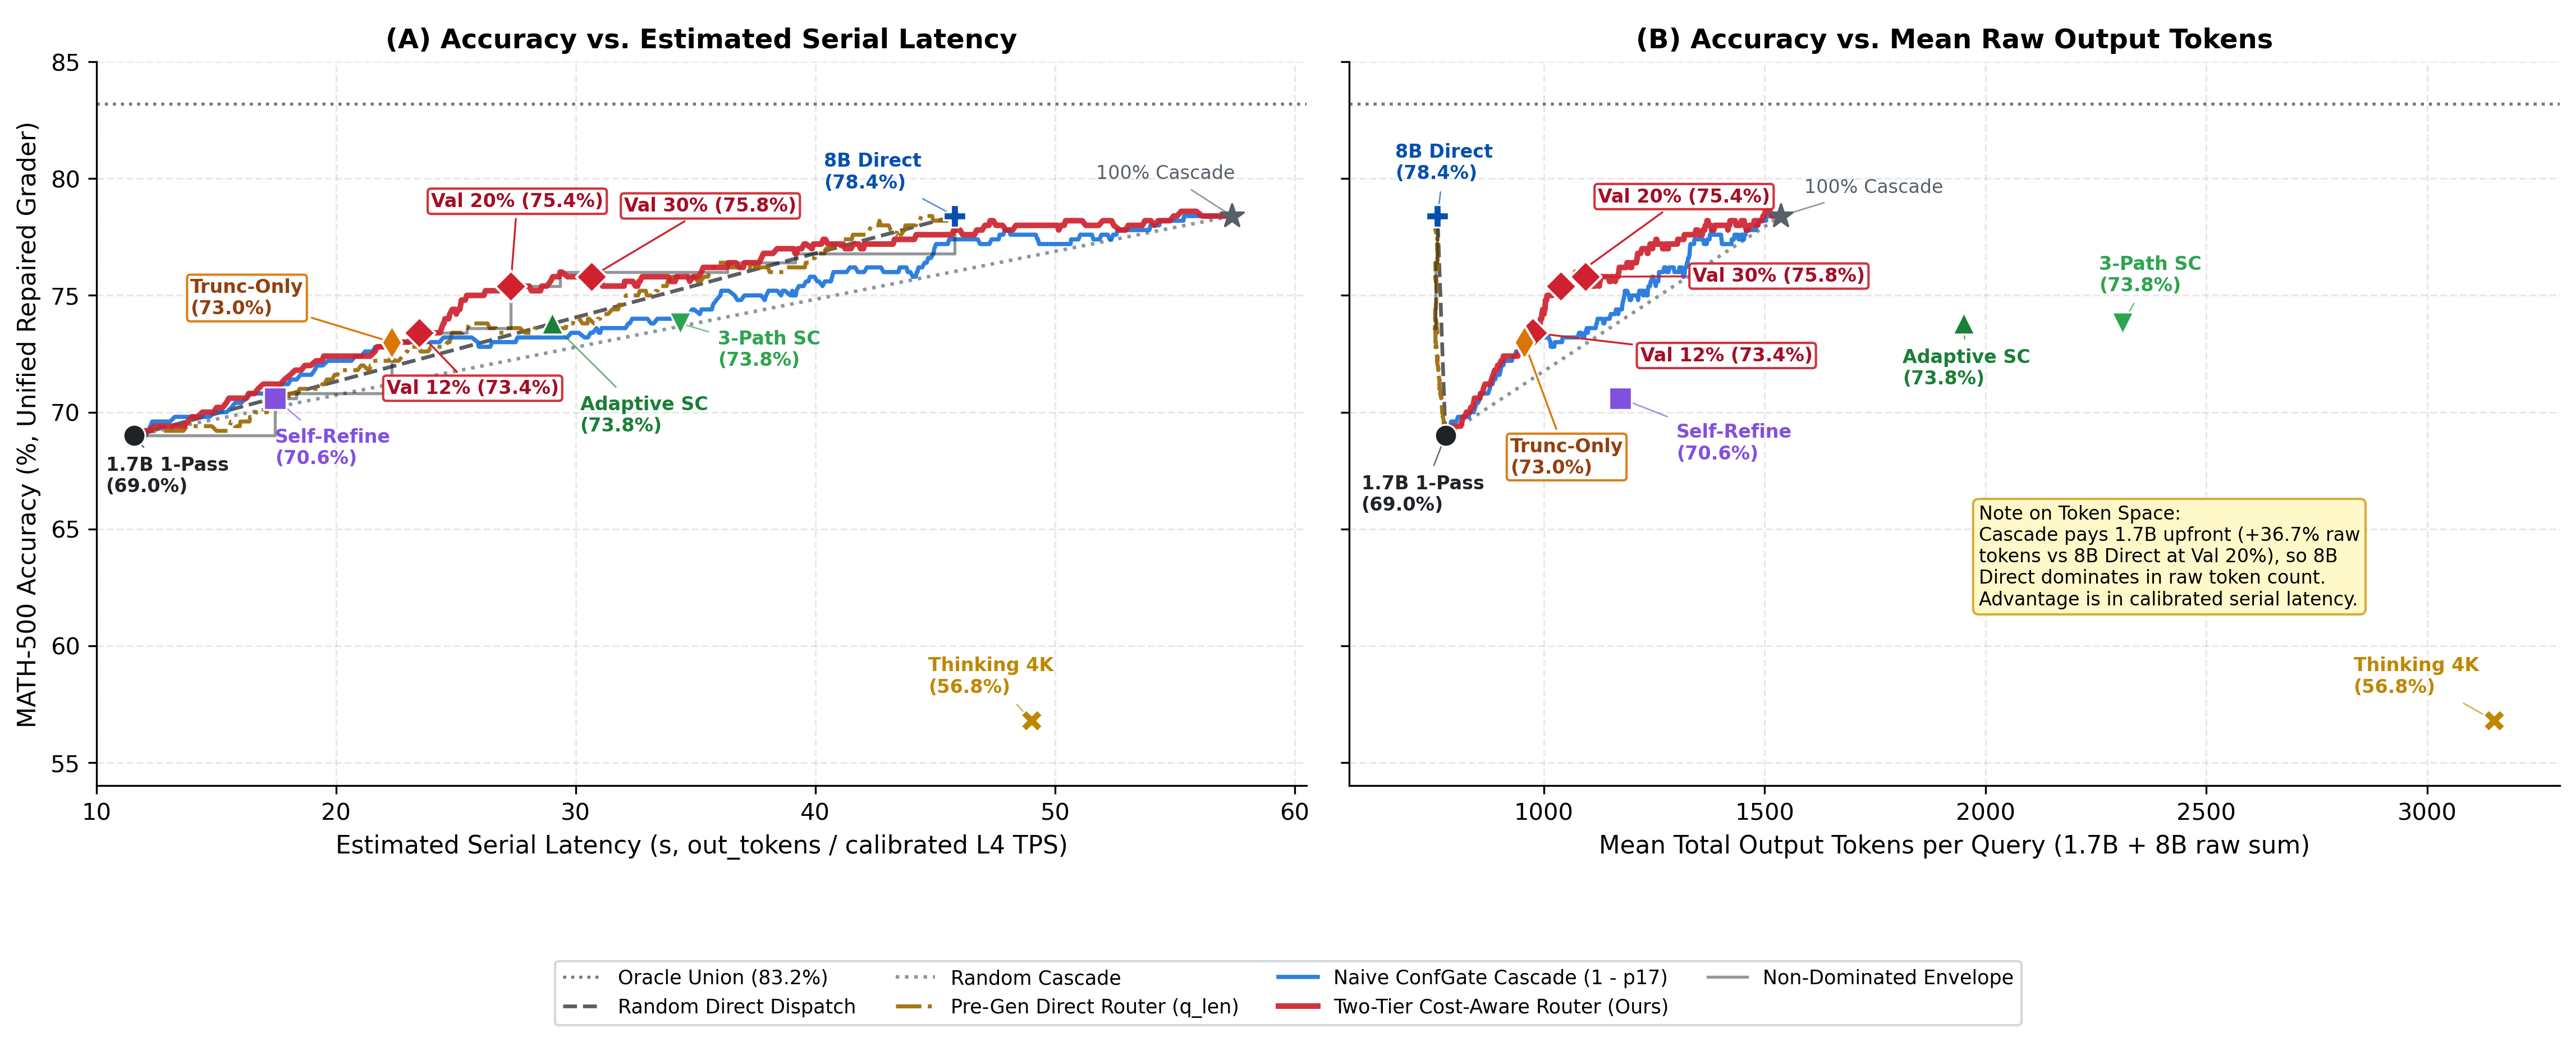 (A) Accuracy vs. Estimated Serial Latency
MATH-500 Accuracy (%, Unified Repaired Grader)
85
80
75
70
65
60
55
10
20
30
40
50
60
Estimated Serial Latency (s, out_tokens / calibrated L4 TPS)
8B Direct
(78.4%)
100% Cascade
Val 20% (75.4%)
Val 30% (75.8%)
Trunc-Only
(73.0%)
3-Path SC
(73.8%)
Val 12% (73.4%)
Adaptive SC
(73.8%)
Self-Refine
(70.6%)
1.7B 1-Pass
(69.0%)
Thinking 4K
(56.8%)
(B) Accuracy vs. Mean Raw Output Tokens
8B Direct
(78.4%)
Val 20% (75.4%)
100% Cascade
Val 30% (75.8%)
3-Path SC
(73.8%)
Val 12% (73.4%)
Adaptive SC
(73.8%)
Trunc-Only
(73.0%)
Self-Refine
(70.6%)
1.7B 1-Pass
(69.0%)
Note on Token Space:
Cascade pays 1.7B upfront (+36.7% raw
tokens vs 8B Direct at Val 20%), so 8B
Direct dominates in raw token count.
Advantage is in calibrated serial latency.
Thinking 4K
(56.8%)
1000
1500
2000
2500
3000
Mean Total Output Tokens per Query (1.7B + 8B raw sum)
Oracle Union (83.2%)
Random Direct Dispatch
Random Cascade
Pre-Gen Direct Router (q_len)
Naive ConfGate Cascade (1 - p17)
Two-Tier Cost-Aware Router (Ours)
Non-Dominated Envelope